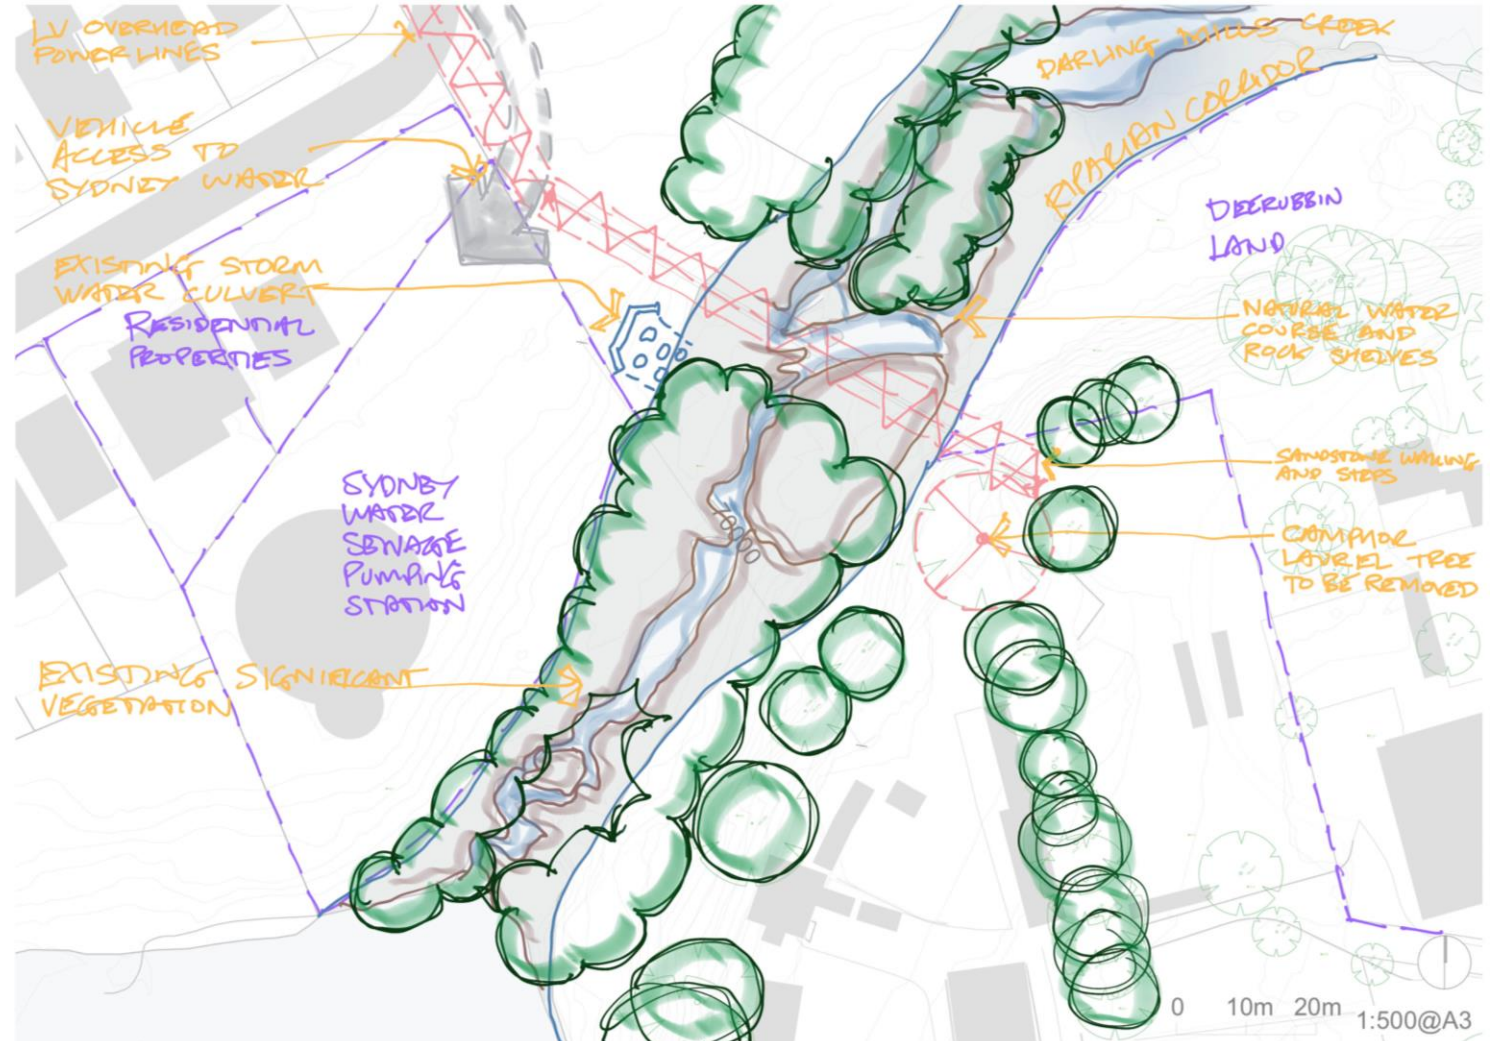 LV OVERHEAD
POWERLINES
VEHICLE
ACCESS TO
SYDNEY WATER
EXISTING STORM
WATER CULVERT
RESIDENTIAL
PROPERTIES
SYDNEY
WATER
SEWAGE
PUMPING
STATION
EXISTING SIGNIFICANT
VEGETATION
DARLING MILLS CREEK
RIPARIAN CORRIDOR
DEERUBBIN
LAND
NATURAL WATER
COURSE AND
ROCK SHELVES
SANDSTONE WALLING
AND STEPS
CAMPHOR
LAUREL TREE
TO BE REMOVED
0 10m 20m
1:500@A3